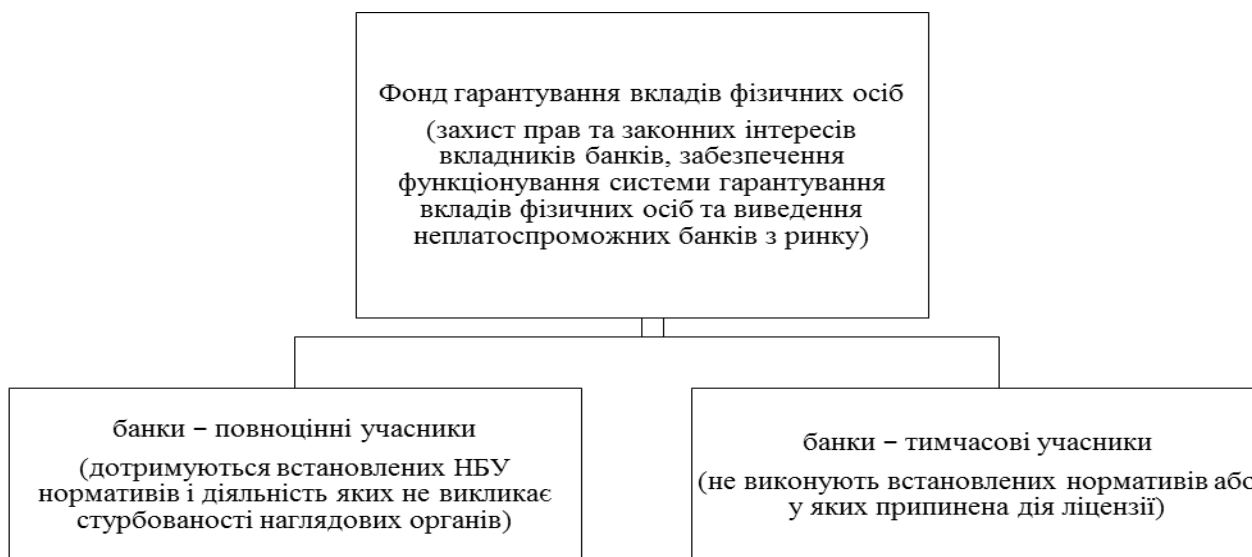 Фонд гарантування вкладів фізичних осіб
(захист прав та законних інтересів
вкладників банків, забезпечення
функціонування системи гарантування
вкладів фізичних осіб та виведення
неплатоспроможних банків з ринку)
банки – повноцінні учасники
(дотримуються встановлених НБУ
нормативів і діяльність яких не викликає
стурбованості наглядових органів)
банки – тимчасові учасники
(не виконують встановлених нормативів або
у яких припинена дія ліцензії)